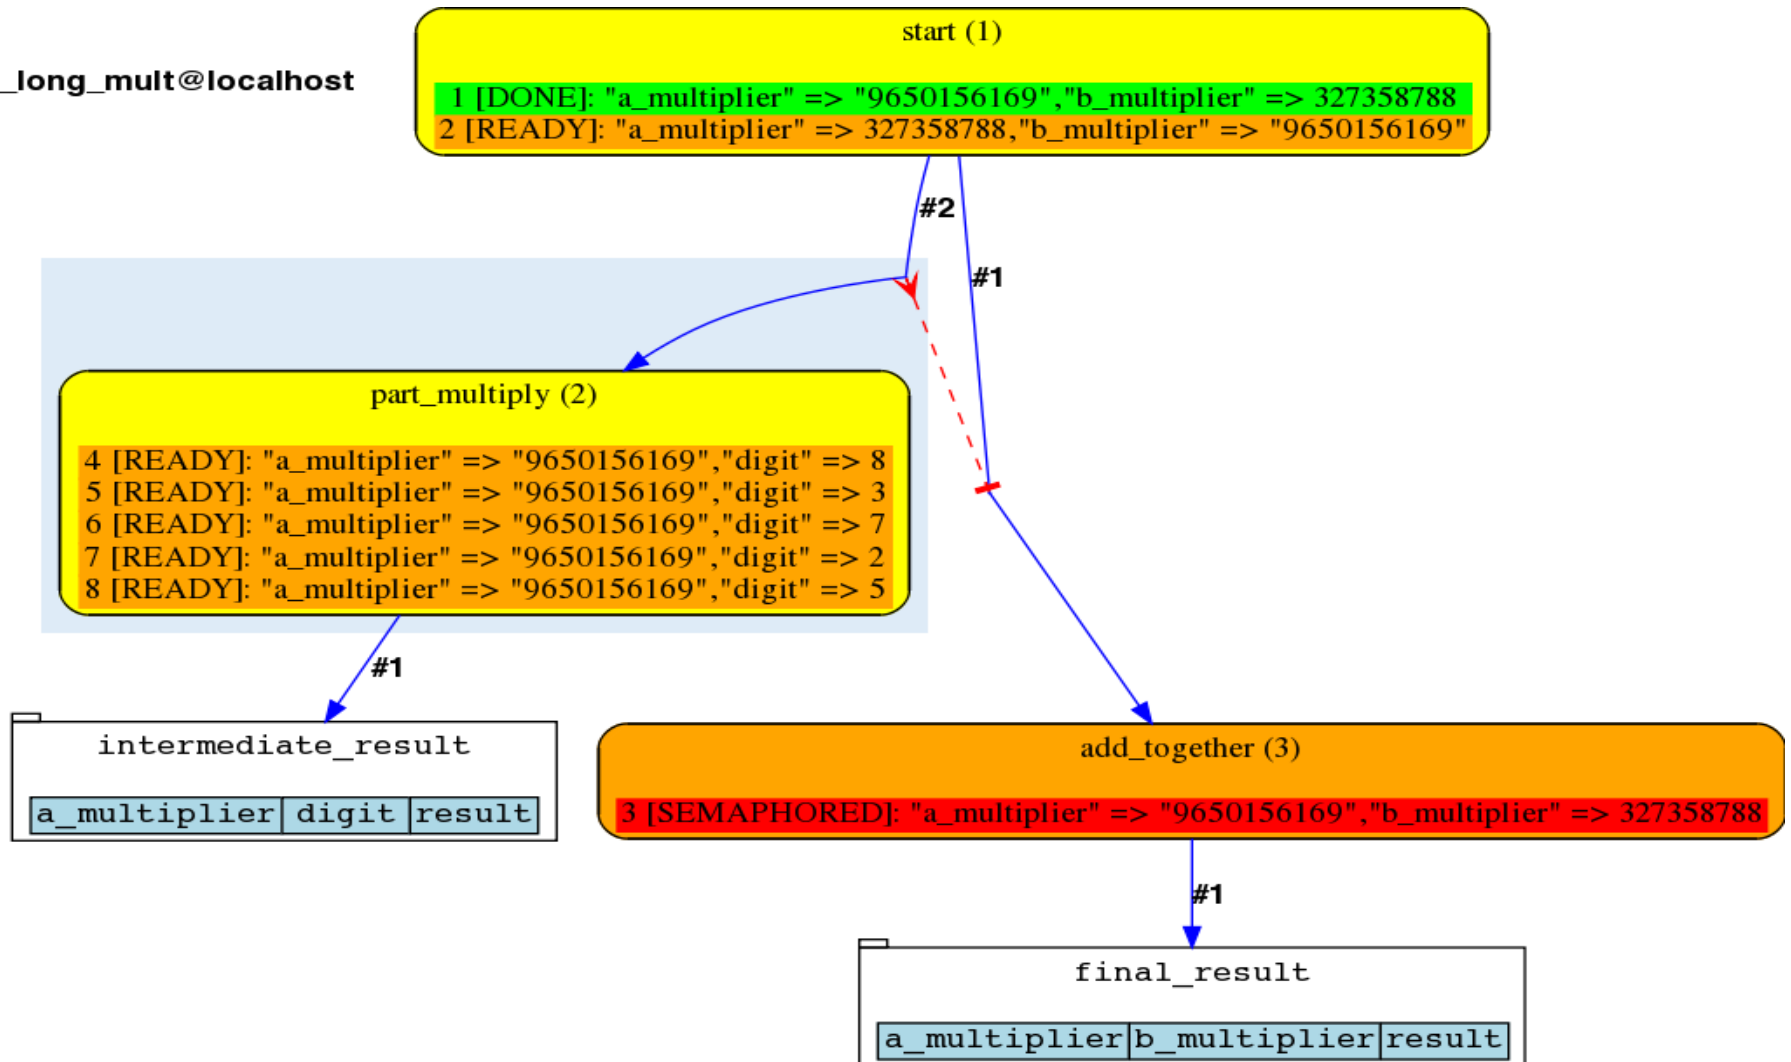 start (1)
_long_mult@localhost
1 [DONE]: "a_multiplier" => "9650156169","b_multiplier" => 327358788
2 [READY]: "a_multiplier" => 327358788,"b_multiplier" => "9650156169"
#2
#1
part_multiply (2)
4 [READY]: "a_multiplier" => "9650156169","digit" => 8
5 [READY]: "a_multiplier" => "9650156169","digit" => 3
6 [READY]: "a_multiplier" => "9650156169","digit" => 7
7 [READY]: "a_multiplier" => "9650156169","digit" => 2
8 [READY]: "a_multiplier" => "9650156169","digit" => 5
#1
intermediate_result
a_multiplier digit result
add_together (3)
3 [SEMAPHORED]: "a_multiplier" => "9650156169","b_multiplier" => 327358788
#1
final_result
a_multiplier b_multiplier result